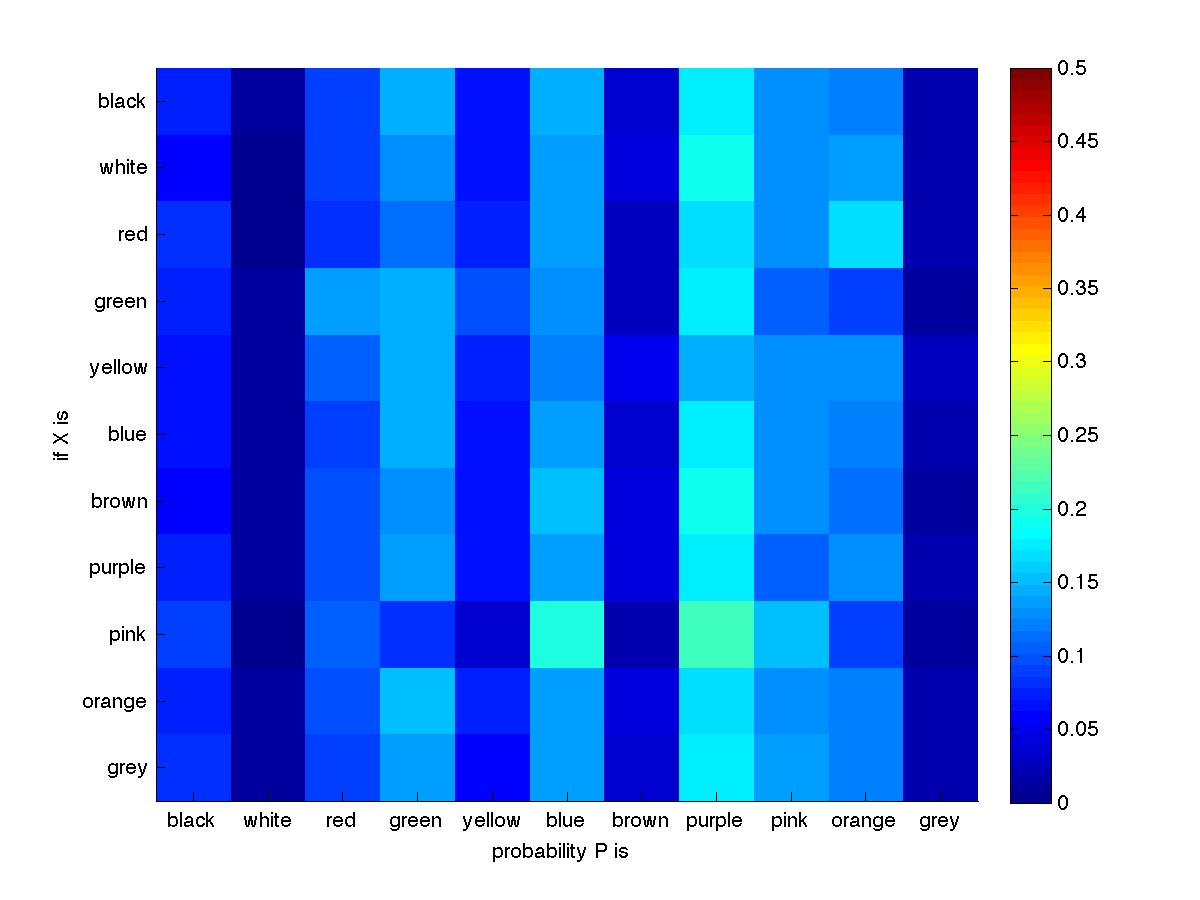 black
white
red
green
yellow
blue
brown
purple
pink
orange
grey
if X is
black white red green yellow blue brown purple pink orange grey
probability P is
0.5
0.45
0.4
0.35
0.3
0.25
0.2
0.15
0.1
0.05
0